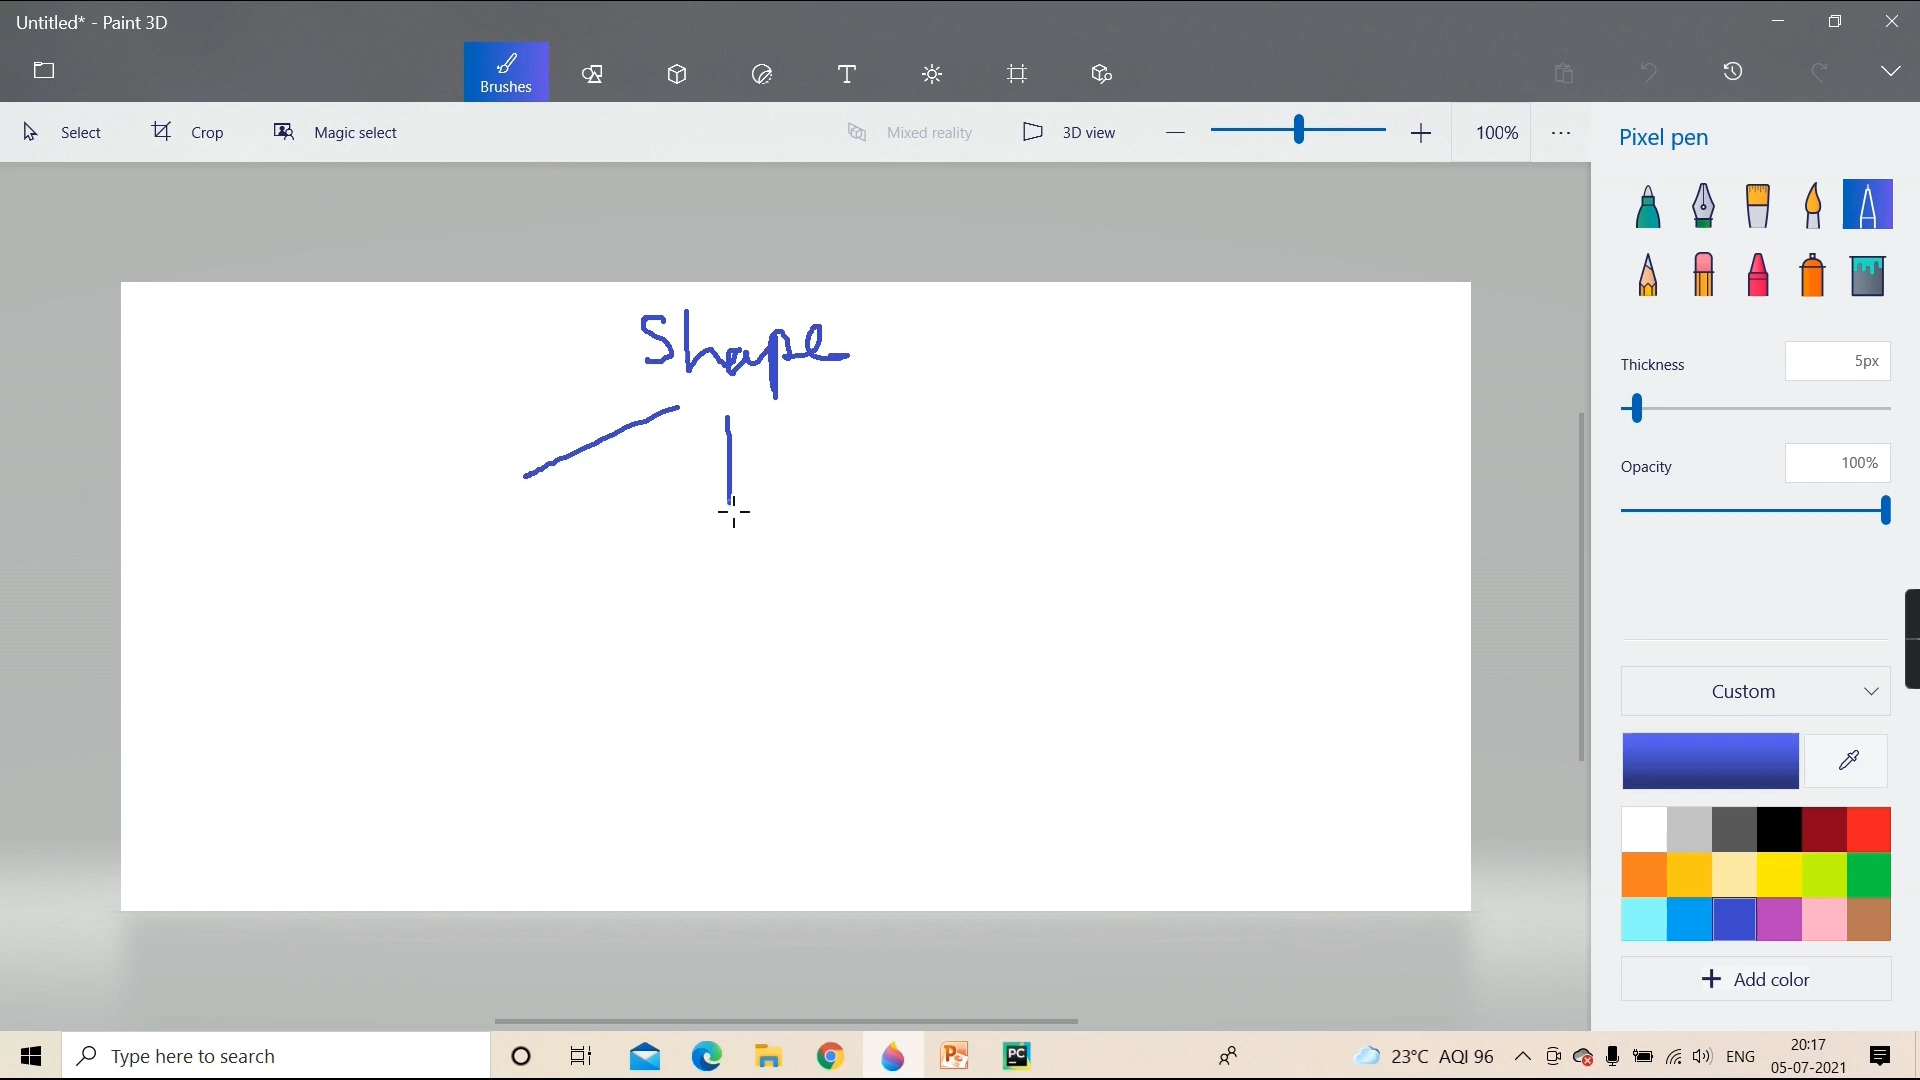 Untitled* - Paint 3D
Brushes
Select Crop Magic select Mixed reality 3D view 100%
Pixel pen
Shape
Thickness 5px
Opacity 100%
Custom
Add color
Type here to search
PC
23°C AQI 96
ENG
20:17
05-07-2021